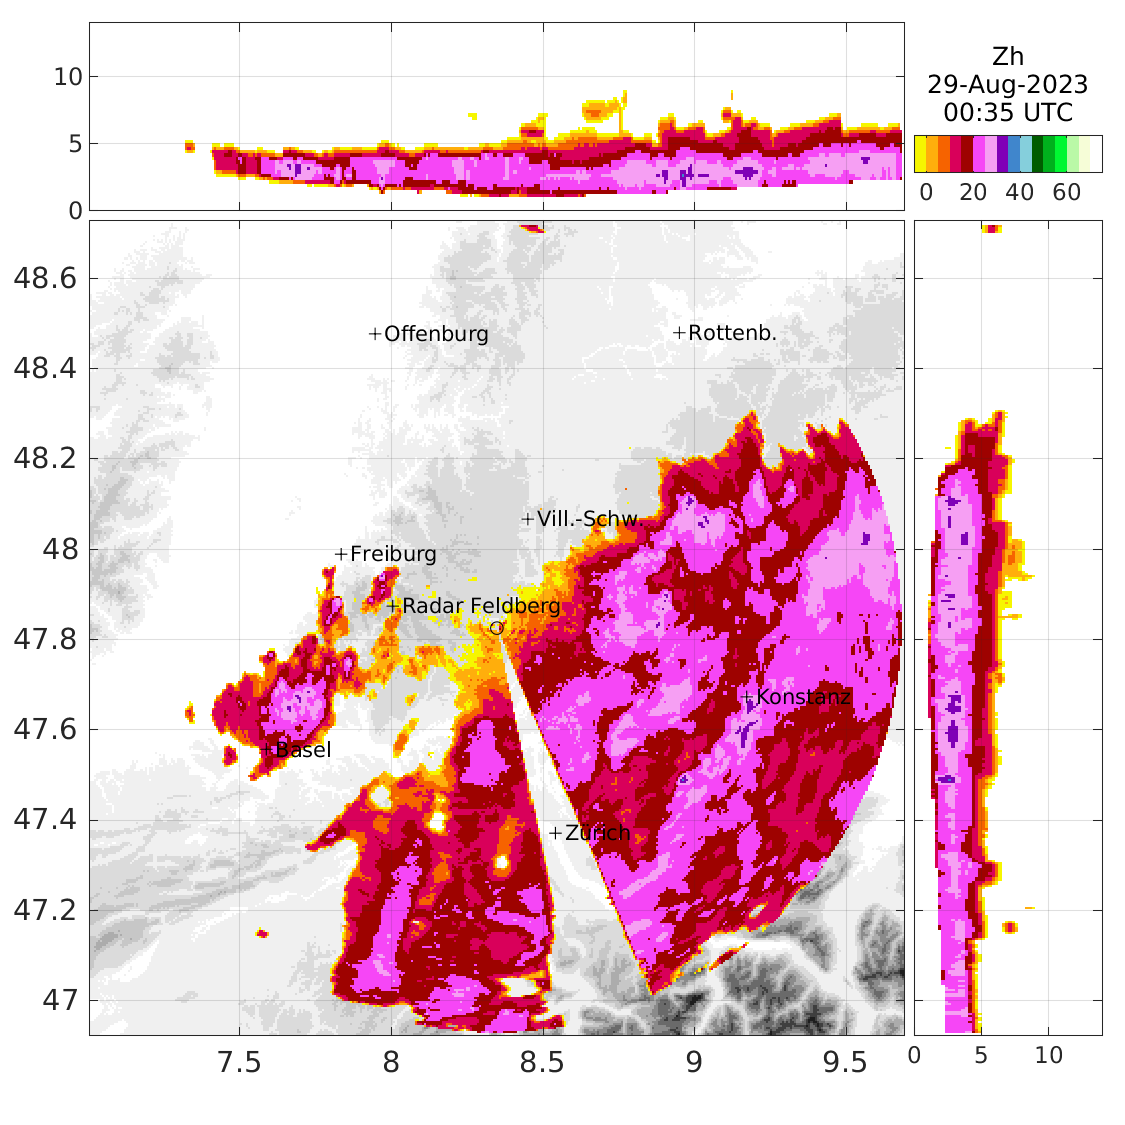 Zh
29-Aug-2023
00:35 UTC
0 20 40 60
10
5
0
48.6
48.4
48.2
48
47.8
47.6
47.4
47.2
47
+Offenburg
+Rottenb.
+Vill.-Schw.
+Freiburg
+Radar Feldberg
+Konstanz
+Basel
+Zürich
7.5 8 8.5 9 9.5
0 5 10